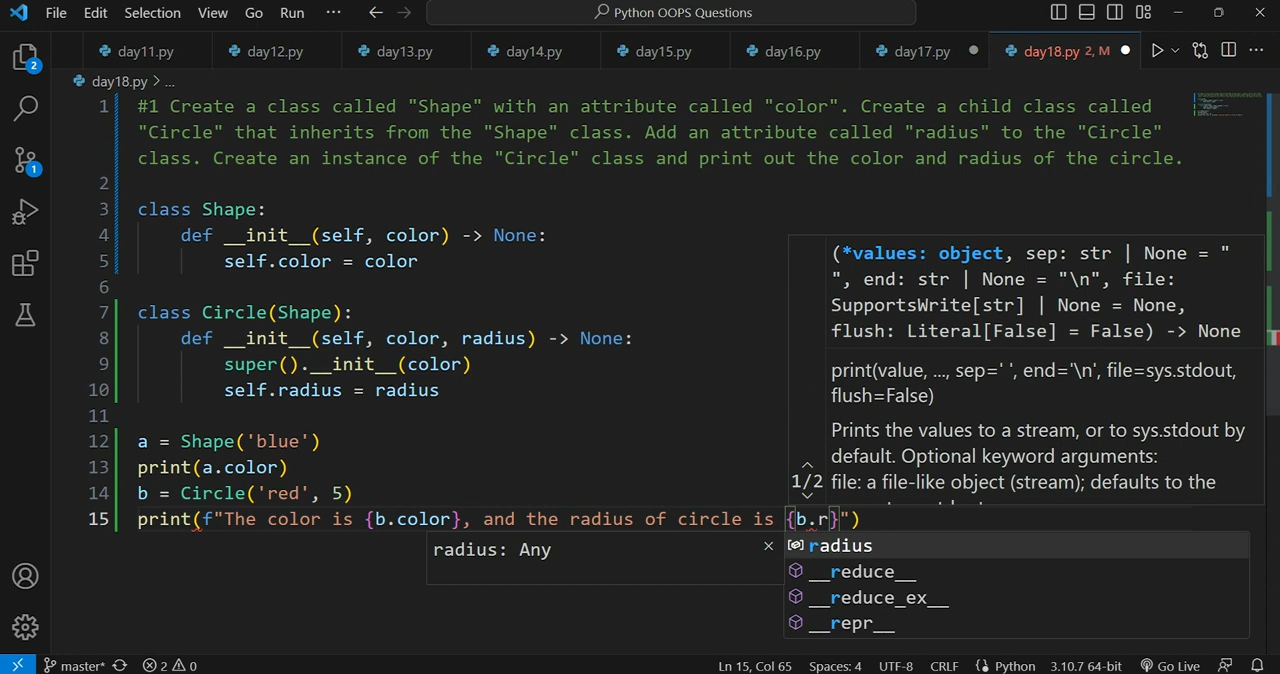 File Edit Selection View Go Run ··· Python OOPS Questions
day11.py day12.py day13.py day14.py day15.py day16.py day17.py day18.py 2, M
day18.py > ...
2
1
1 #1 Create a class called "Shape" with an attribute called "color". Create a child class called
"Circle" that inherits from the "Shape" class. Add an attribute called "radius" to the "Circle"
class. Create an instance of the "Circle" class and print out the color and radius of the circle.
2
3 class Shape:
4 def __init__(self, color) -> None:
5 self.color = color
6
7 class Circle(Shape):
8 def __init__(self, color, radius) -> None:
9 super().__init__(color)
10 self.radius = radius
11
12 a = Shape('blue')
13 print(a.color)
14 b = Circle('red', 5)
15 print(f"The color is {b.color}, and the radius of circle is {b.r}")
(*values: object, sep: str | None = "
", end: str | None = "\n", file:
SupportsWrite[str] | None = None,
flush: Literal[False] = False) -> None
print(value, ..., sep=' ', end='\n', file=sys.stdout,
flush=False)
Prints the values to a stream, or to sys.stdout by
default. Optional keyword arguments:
1/2 file: a file-like object (stream); defaults to the
radius: Any
radius
__reduce__
__reduce_ex__
__repr__
master* 2 0 Ln 15, Col 65 Spaces: 4 UTF-8 CRLF Python 3.10.7 64-bit Go Live